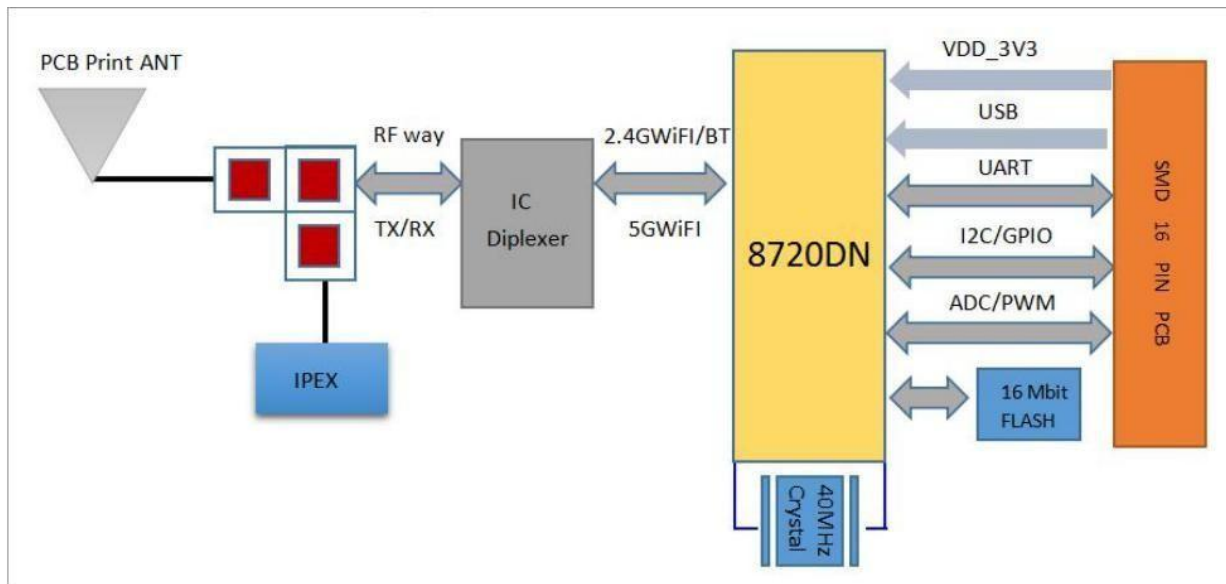 PCB Print ANT
RF way
TX/RX
IPEX
IC
Diplexer
2.4GWiFI/BT
5GWiFI
8720DN
40MHz
Crystal
VDD_3V3
USB
UART
I2C/GPIO
ADC/PWM
16 Mbit
FLASH
SMD 16 PIN PCB